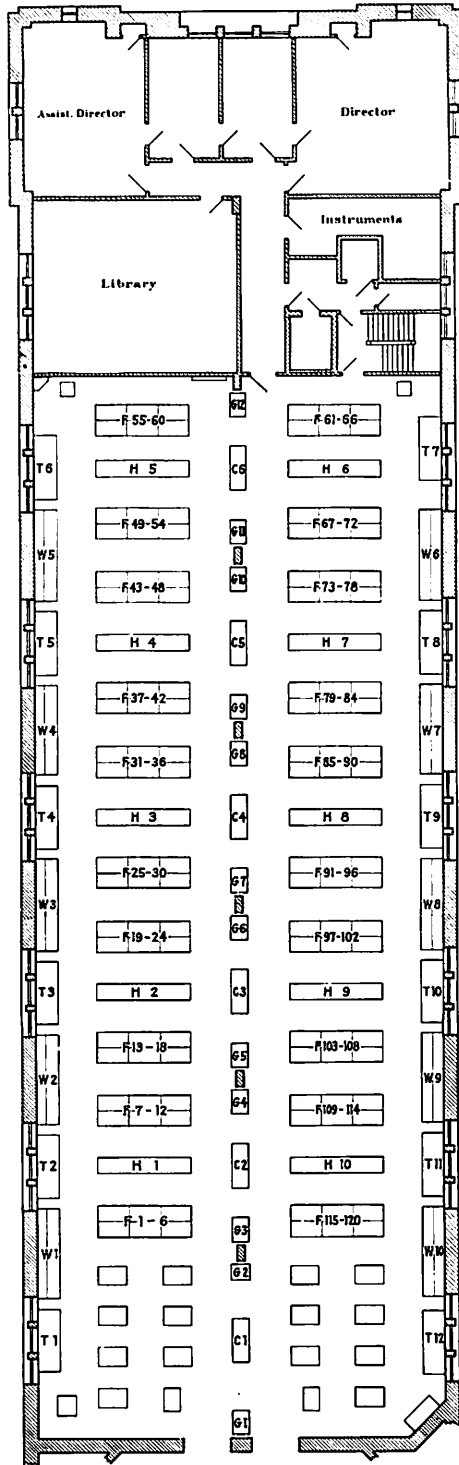 Assist. Director
Director
Instruments
Library
G12
F-55-60
F-61-66
T6
H 5
C6
H 6
T7
F-49-54
G11
F-67-72
W5
W6
F-43-48
G10
F-73-78
T5
H 4
C5
H 7
T8
F-37-42
G9
F-79-84
W4
W7
F-31-36
G8
F-85-90
T4
H 3
C4
H 8
T9
F-25-30
G7
F-91-96
W3
W8
F-19-24
G6
F-97-102
T3
H 2
C3
H 9
T10
F-13-18
G5
F-103-108
W2
W9
F-7-12
G4
F-109-114
T2
H 1
C2
H 10
T11
F-1-6
G3
F-115-120
W1
W10
G2
T1
C1
T12
G1